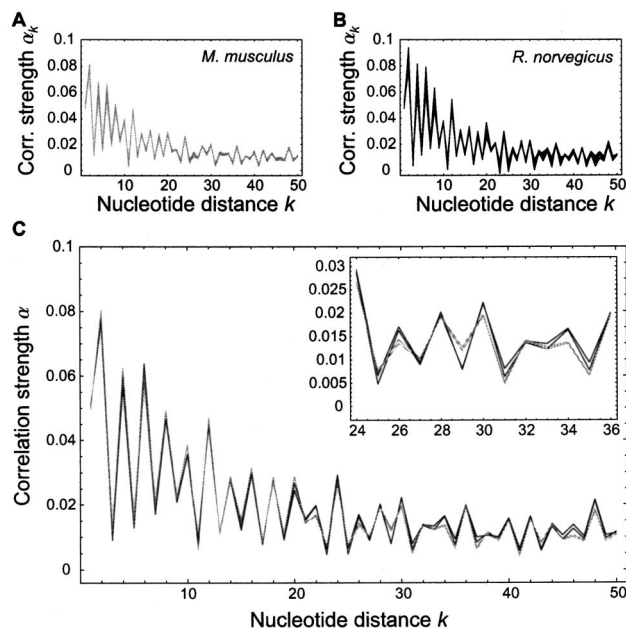 A
Corr. strength αk
0.1
0.08
0.06
0.04
0.02
0
M. musculus
10 20 30 40 50
Nucleotide distance k
B
Corr. strength αk
0.1
0.08
0.06
0.04
0.02
0
R. norvegicus
10 20 30 40 50
Nucleotide distance k
C
Correlation strength α
0.1
0.08
0.06
0.04
0.02
0
0.03
0.025
0.02
0.015
0.01
0.005
0
24 26 28 30 32 34 36
0 10 20 30 40 50
Nucleotide distance k